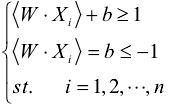 ⟨W · X_i⟩ + b ≥ 1
⟨W · X_i⟩ = b ≤ -1
st. i = 1, 2, ⋯, n